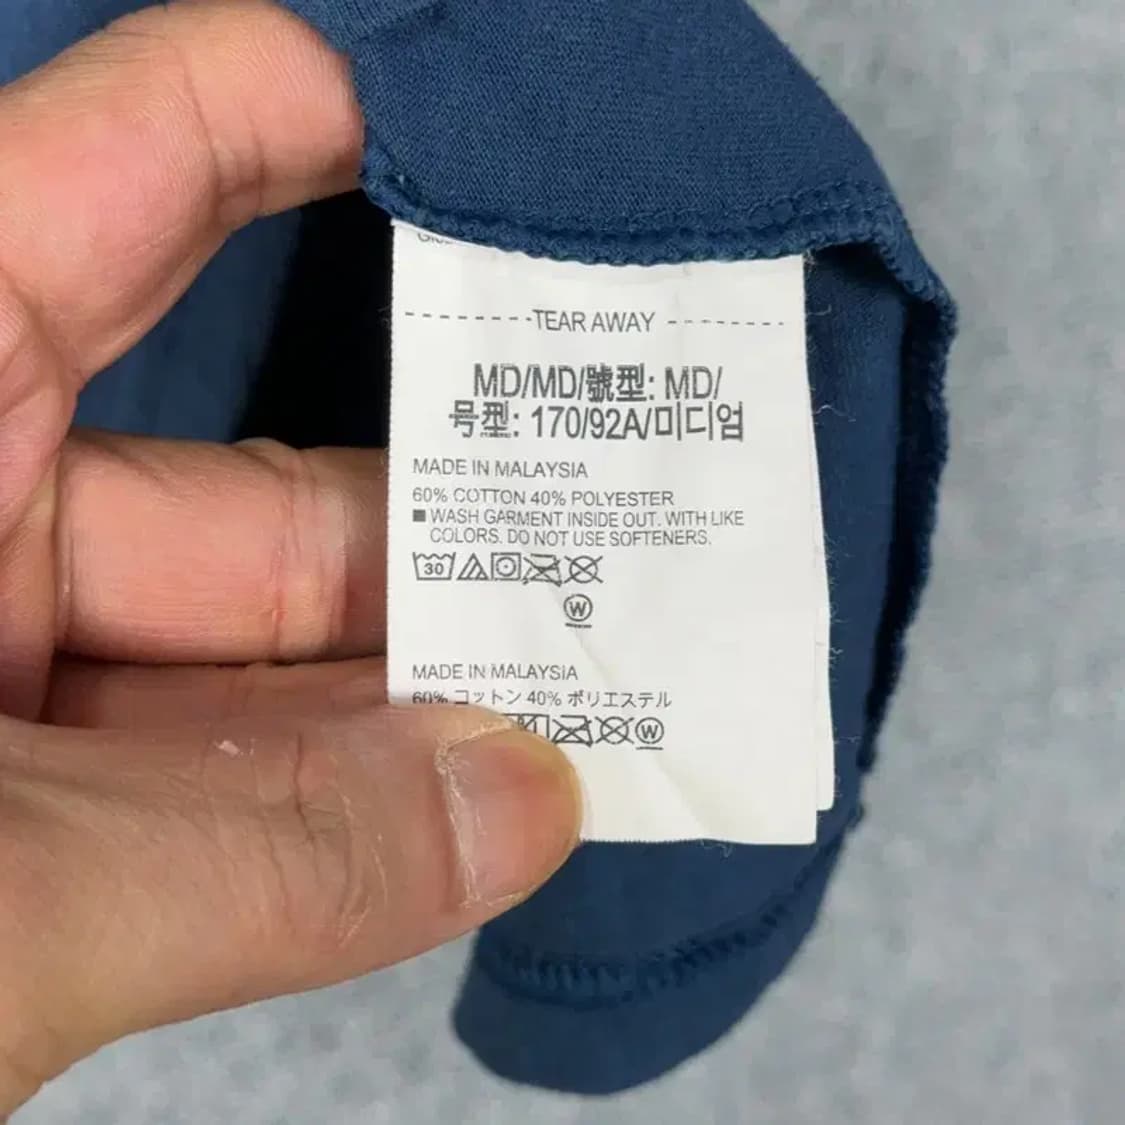 TEAR AWAY
MD/MD/號型: MD/
号型: 170/92A/미디엄
MADE IN MALAYSIA
60% COTTON 40% POLYESTER
WASH GARMENT INSIDE OUT. WITH LIKE
COLORS. DO NOT USE SOFTENERS.
30
W
MADE IN MALAYSIA
60% コットン 40% ポリエステル
W